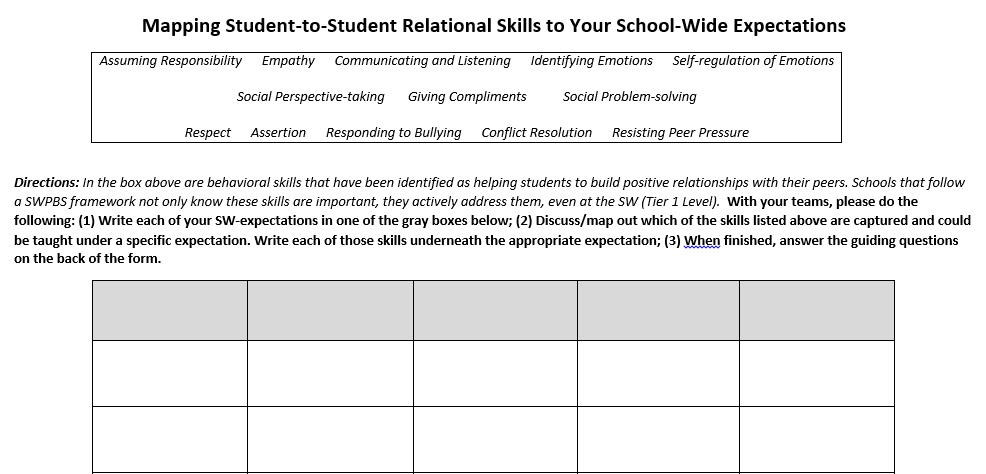 Mapping Student-to-Student Relational Skills to Your School-Wide Expectations
Assuming Responsibility Empathy Communicating and Listening Identifying Emotions Self-regulation of Emotions
Social Perspective-taking Giving Compliments Social Problem-solving
Respect Assertion Responding to Bullying Conflict Resolution Resisting Peer Pressure
Directions: In the box above are behavioral skills that have been identified as helping students to build positive relationships with their peers. Schools that follow
a SWPBS framework not only know these skills are important, they actively address them, even at the SW (Tier 1 Level). With your teams, please do the
following: (1) Write each of your SW-expectations in one of the gray boxes below; (2) Discuss/map out which of the skills listed above are captured and could
be taught under a specific expectation. Write each of those skills underneath the appropriate expectation; (3) When finished, answer the guiding questions
on the back of the form.